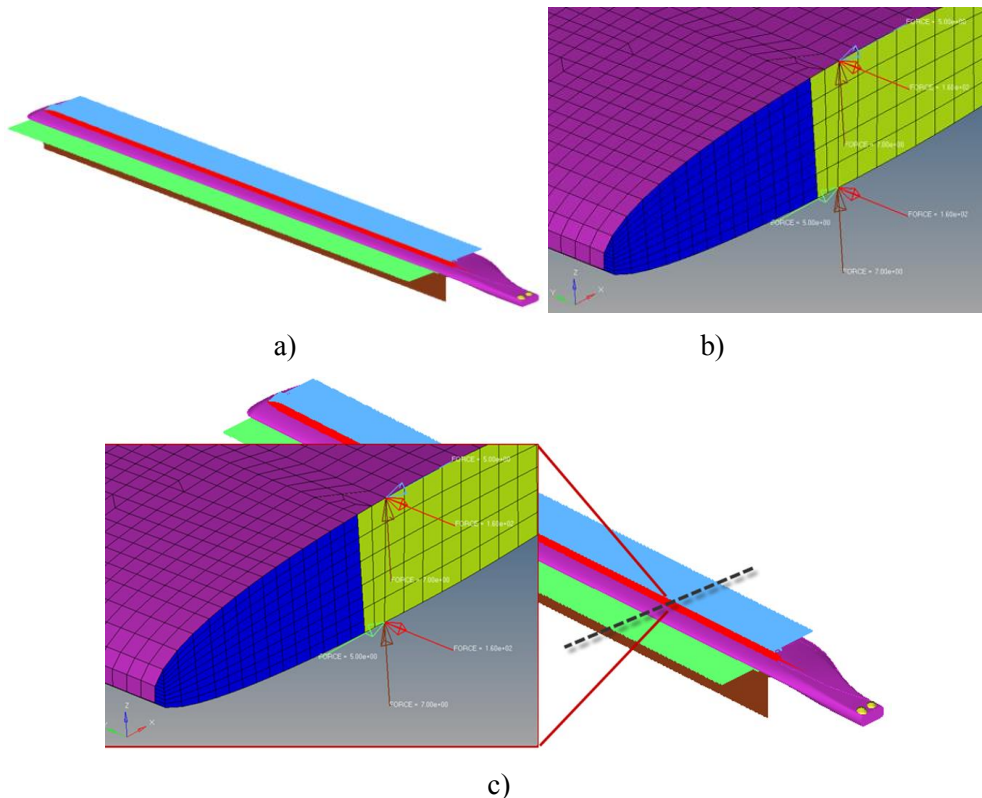 FORCE = 5.00e+00
FORCE = 1.60e+02
FORCE = 7.00e+00
FORCE = 1.60e+02
FORCE = 5.00e+00
FORCE = 7.00e+00
Z
Y
X
a)
b)
FORCE = 5.00e+00
FORCE = 1.60e+02
FORCE = 7.00e+00
FORCE = 5.00e+00
FORCE = 1.60e+02
FORCE = 7.00e+00
Z
X
c)